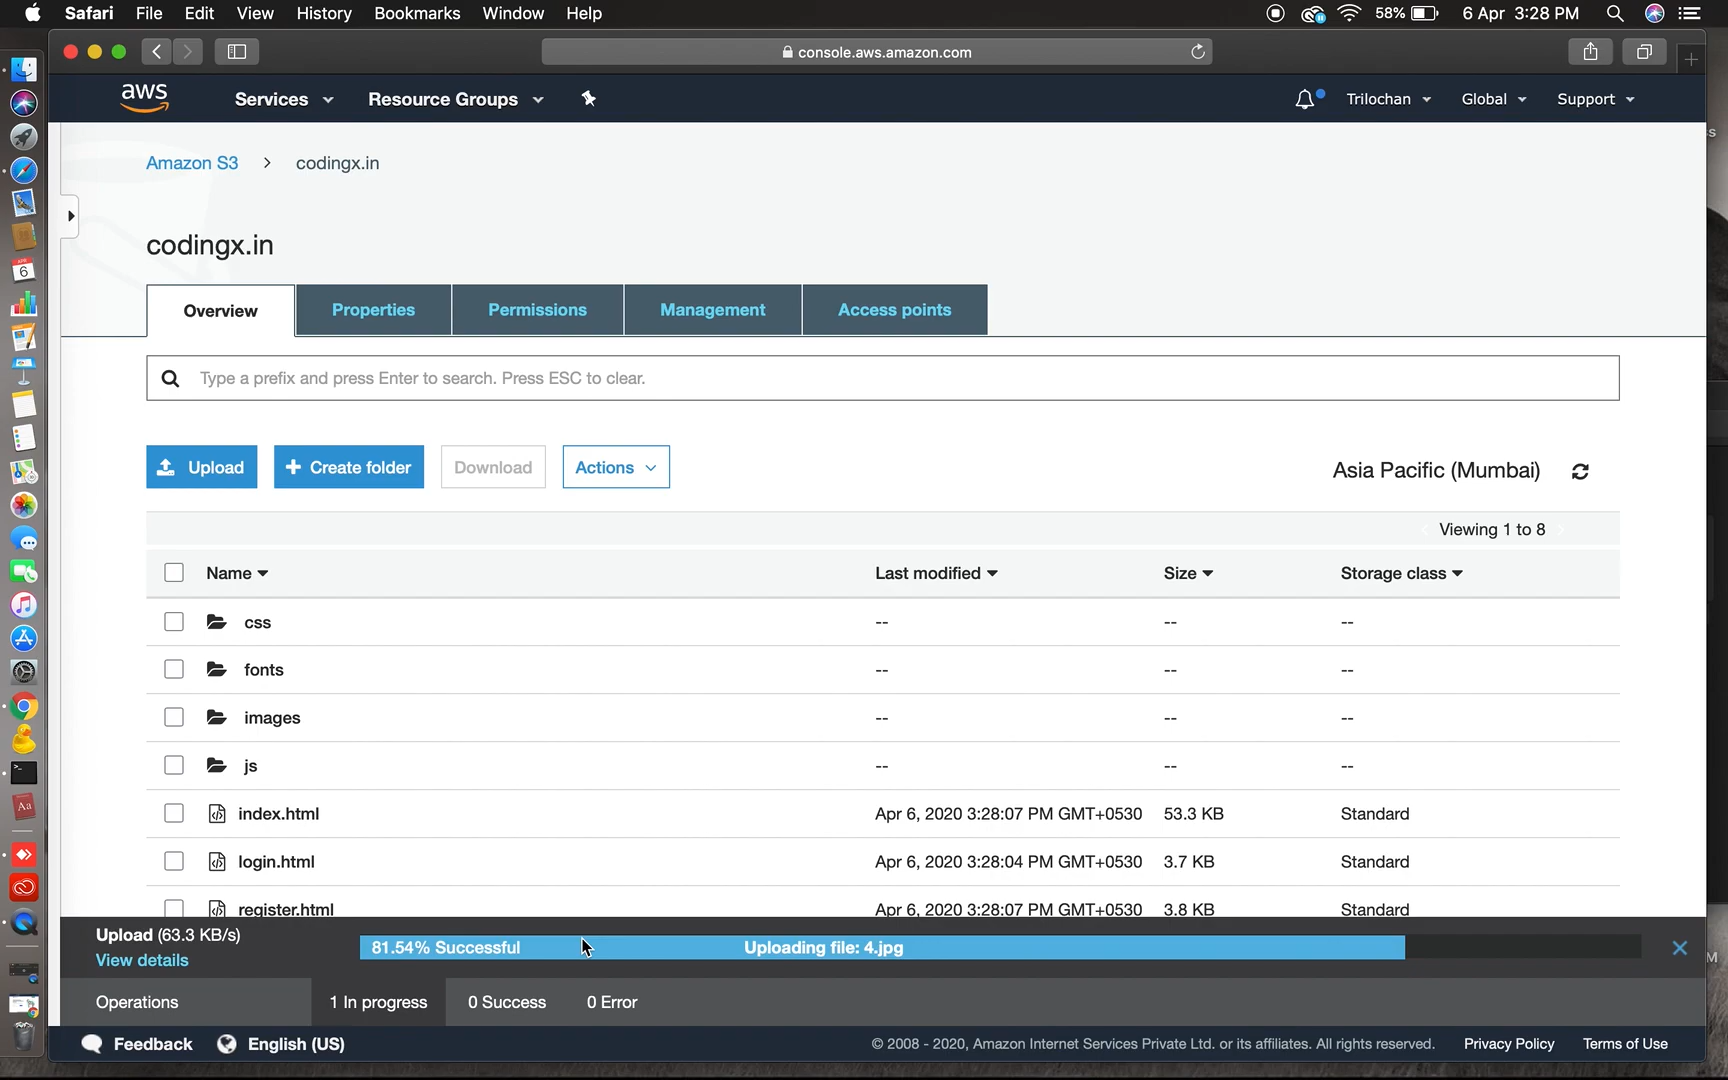 Safari File Edit View History Bookmarks Window Help 58% 6 Apr 3:28 PM
console.aws.amazon.com
aws Services Resource Groups Trilochan Global Support
Amazon S3 > codingx.in
codingx.in
Overview Properties Permissions Management Access points
Type a prefix and press Enter to search. Press ESC to clear.
Upload + Create folder Download Actions Asia Pacific (Mumbai)
Viewing 1 to 8
Name Last modified Size Storage class
css -- -- --
fonts -- -- --
images -- -- --
js -- -- --
index.html Apr 6, 2020 3:28:07 PM GMT+0530 53.3 KB Standard
login.html Apr 6, 2020 3:28:04 PM GMT+0530 3.7 KB Standard
register.html Apr 6, 2020 3:28:07 PM GMT+0530 3.8 KB Standard
Upload (63.3 KB/s)
81.54% Successful Uploading file: 4.jpg
View details
Operations 1 In progress 0 Success 0 Error
Feedback English (US) © 2008 - 2020, Amazon Internet Services Private Ltd. or its affiliates. All rights reserved. Privacy Policy Terms of Use